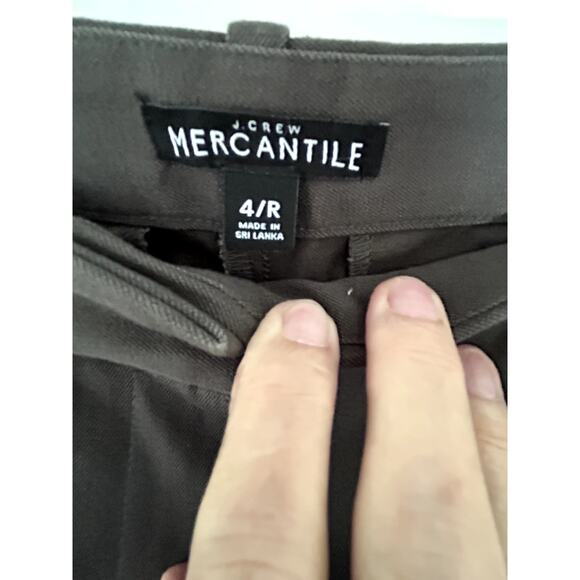 J.CREW
MERCANTILE
4/R
MADE IN
SRI LANKA